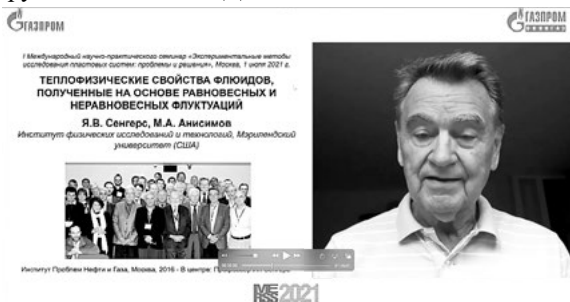 ГАЗПРОМ
ГАЗПРОМ
I Международный научно-практического семинар «Экспериментальные методы
исследования пластовых систем: проблемы и решения», Москва, 1 июля 2021 г.
ТЕПЛОФИЗИЧЕСКИЕ СВОЙСТВА ФЛЮИДОВ,
ПОЛУЧЕННЫЕ НА ОСНОВЕ РАВНОВЕСНЫХ И
НЕРАВНОВЕСНЫХ ФЛУКТУАЦИЙ
Я.В. Сенгерс, М.А. Анисимов
Институт физических исследований и технологий, Мэрилендский
университет (США)
Институт Проблем Нефти и Газа, Москва, 2016 - В центре:
2021